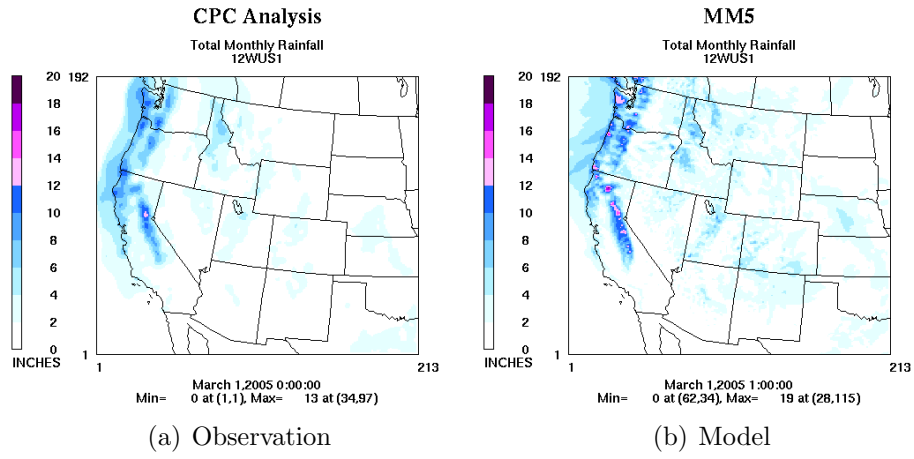 CPC Analysis
Total Monthly Rainfall
12WUS1
20
18
16
14
12
10
8
6
4
2
0
INCHES
192
1
1
213
March 1,2005 0:00:00
Min= 0 at (1,1), Max= 13 at (34,97)
(a) Observation
MM5
Total Monthly Rainfall
12WUS1
20
18
16
14
12
10
8
6
4
2
0
INCHES
192
1
1
213
March 1,2005 1:00:00
Min= 0 at (62,34), Max= 19 at (28,115)
(b) Model